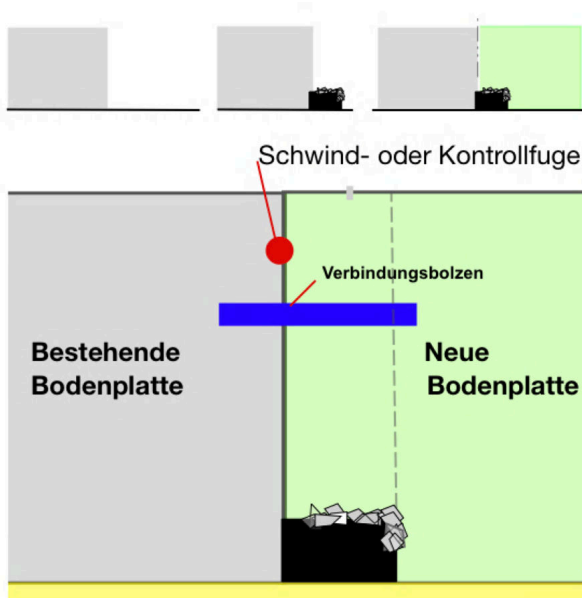 Schwind- oder Kontrollfuge
Verbindungsbolzen
Bestehende
Bodenplatte
Neue
Bodenplatte